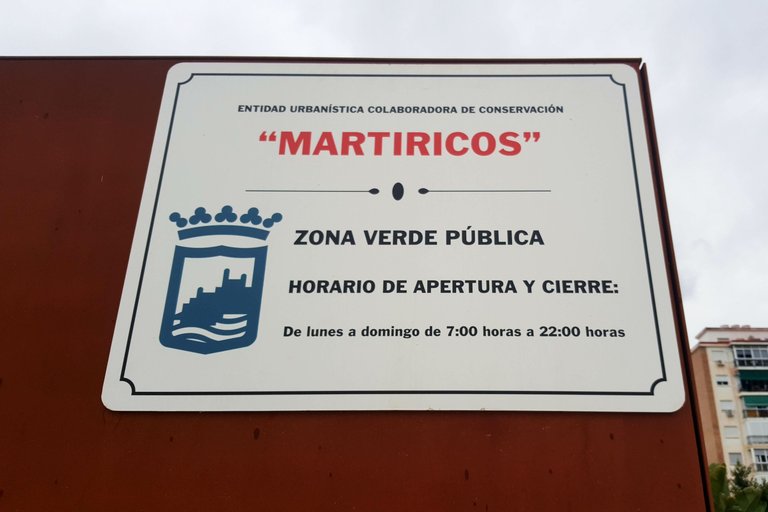 ENTIDAD URBANÍSTICA COLABORADORA DE CONSERVACIÓN
“MARTIRICOS”
ZONA VERDE PÚBLICA
HORARIO DE APERTURA Y CIERRE:
De lunes a domingo de 7:00 horas a 22:00 horas